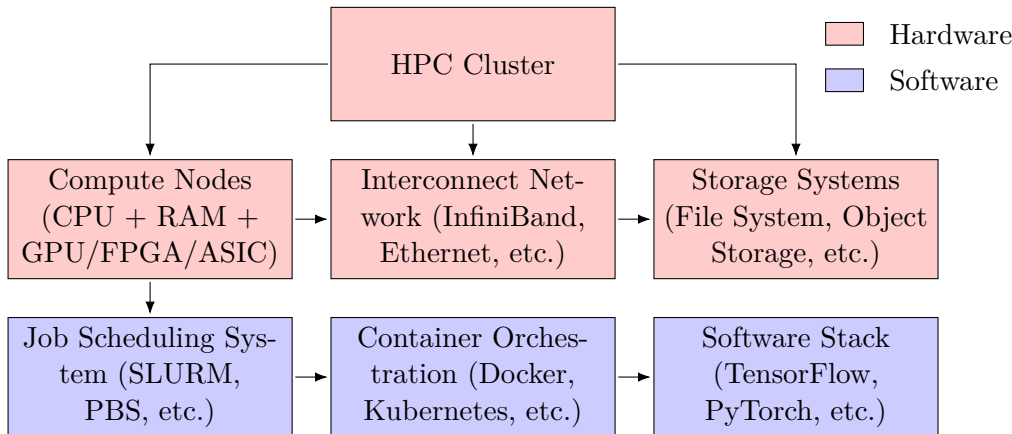 HPC Cluster
Hardware
Software
Compute Nodes
(CPU + RAM +
GPU/FPGA/ASIC)
Interconnect Net-
work (InfiniBand,
Ethernet, etc.)
Storage Systems
(File System, Object
Storage, etc.)
Job Scheduling Sys-
tem (SLURM,
PBS, etc.)
Container Orches-
tration (Docker,
Kubernetes, etc.)
Software Stack
(TensorFlow,
PyTorch, etc.)